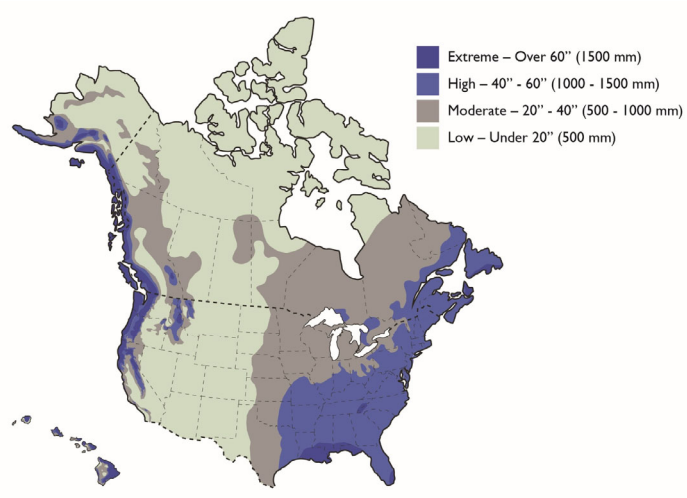 Extreme – Over 60” (1500 mm)
High – 40” - 60” (1000 - 1500 mm)
Moderate – 20” - 40” (500 - 1000 mm)
Low – Under 20” (500 mm)